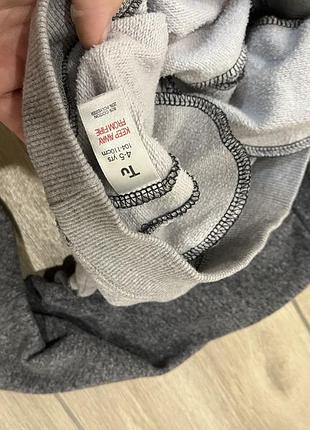 Tu
4-5 yrs
104-110cm
KEEP AWAY
FROM FIRE